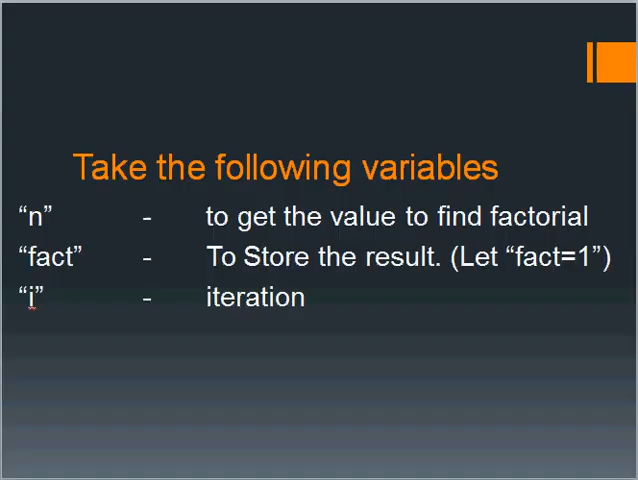 Take the following variables
“n” - to get the value to find factorial
“fact” - To Store the result. (Let “fact=1”)
“i” - iteration